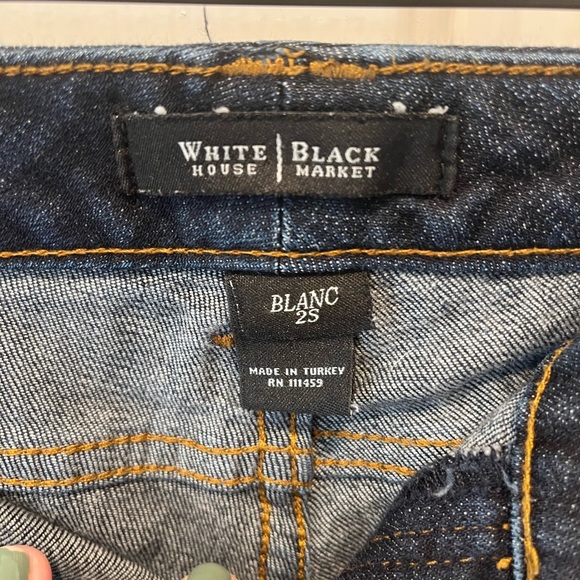 WHITE | BLACK
HOUSE MARKET
BLANC
2S
MADE IN TURKEY
RN 111459